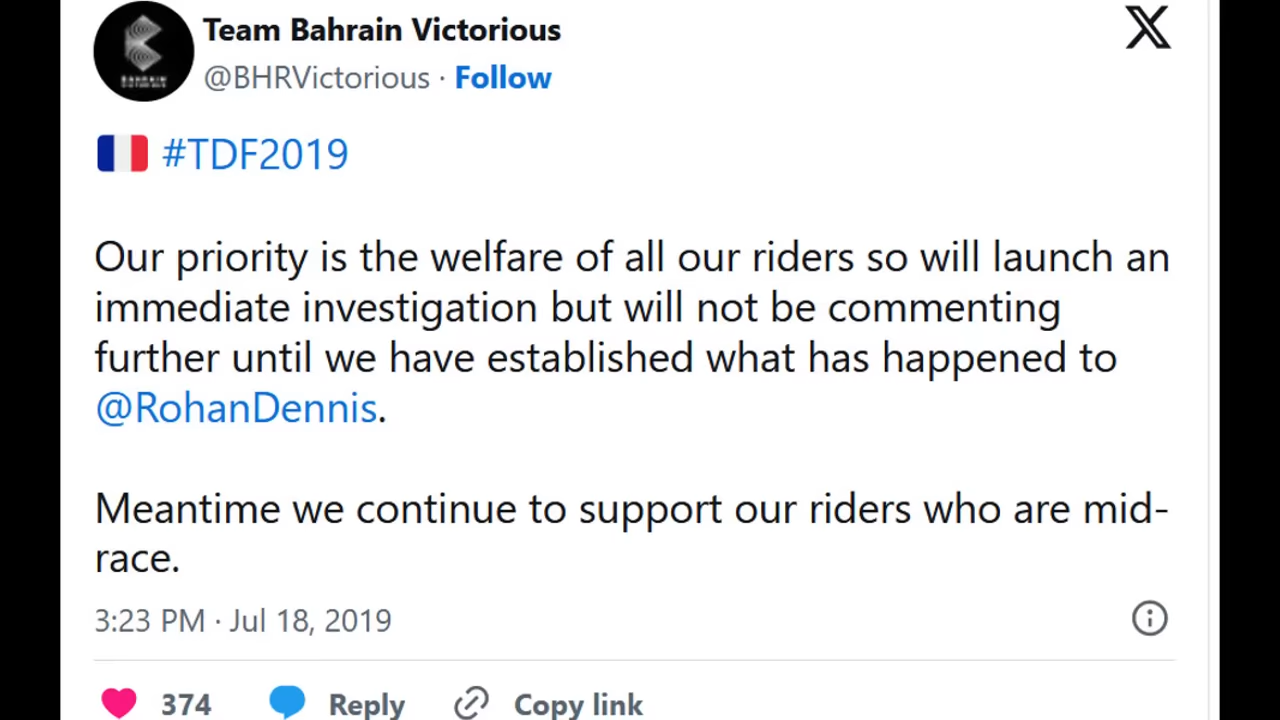 Team Bahrain Victorious
@BHRVictorious · Follow
#TDF2019
Our priority is the welfare of all our riders so will launch an
immediate investigation but will not be commenting
further until we have established what has happened to
@RohanDennis.
Meantime we continue to support our riders who are mid-
race.
3:23 PM · Jul 18, 2019
374 Reply Copy link